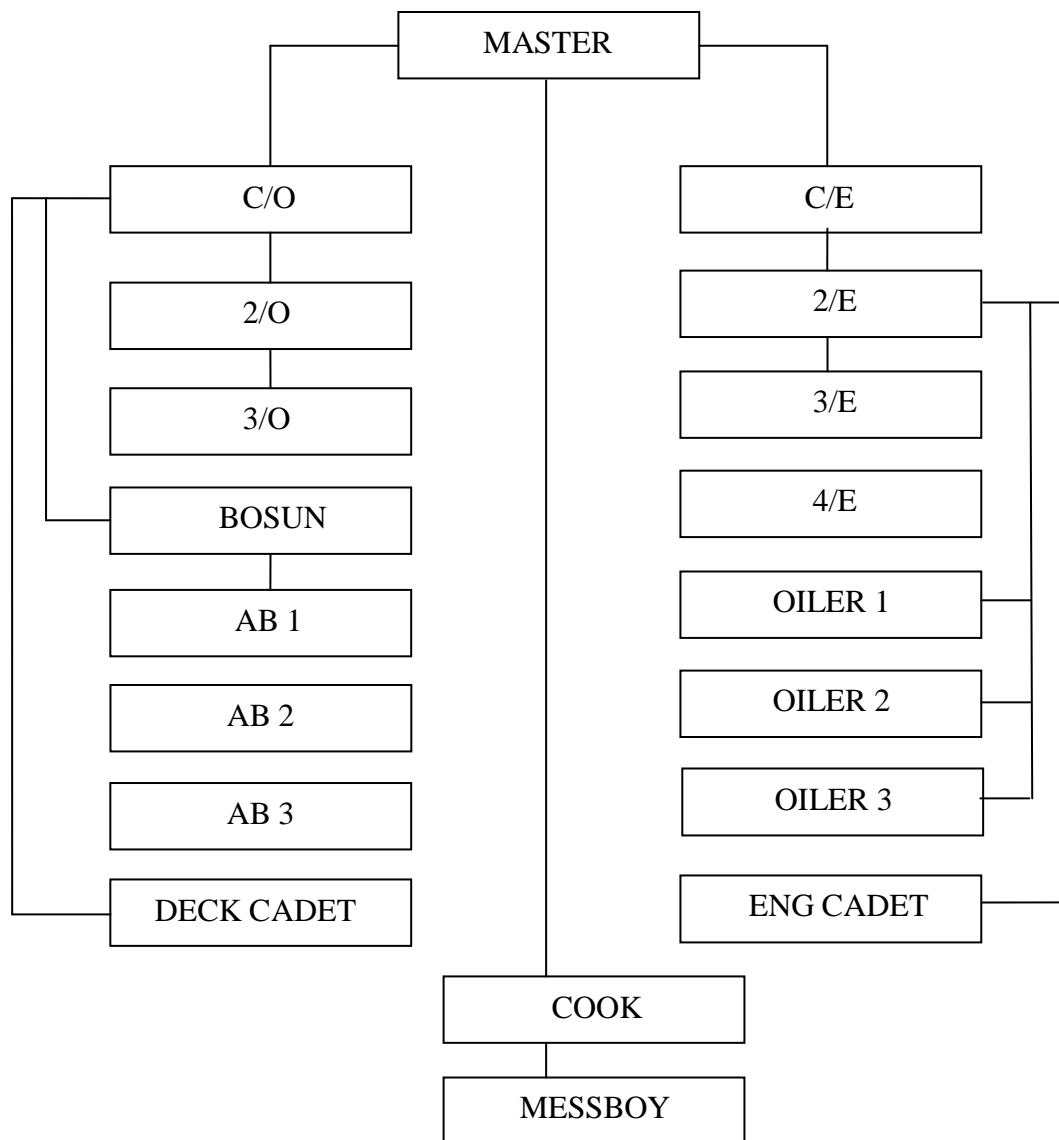 MASTER
C/O
C/E
2/O
2/E
3/O
3/E
BOSUN
4/E
AB 1
OILER 1
AB 2
OILER 2
AB 3
OILER 3
DECK CADET
ENG CADET
COOK
MESSBOY